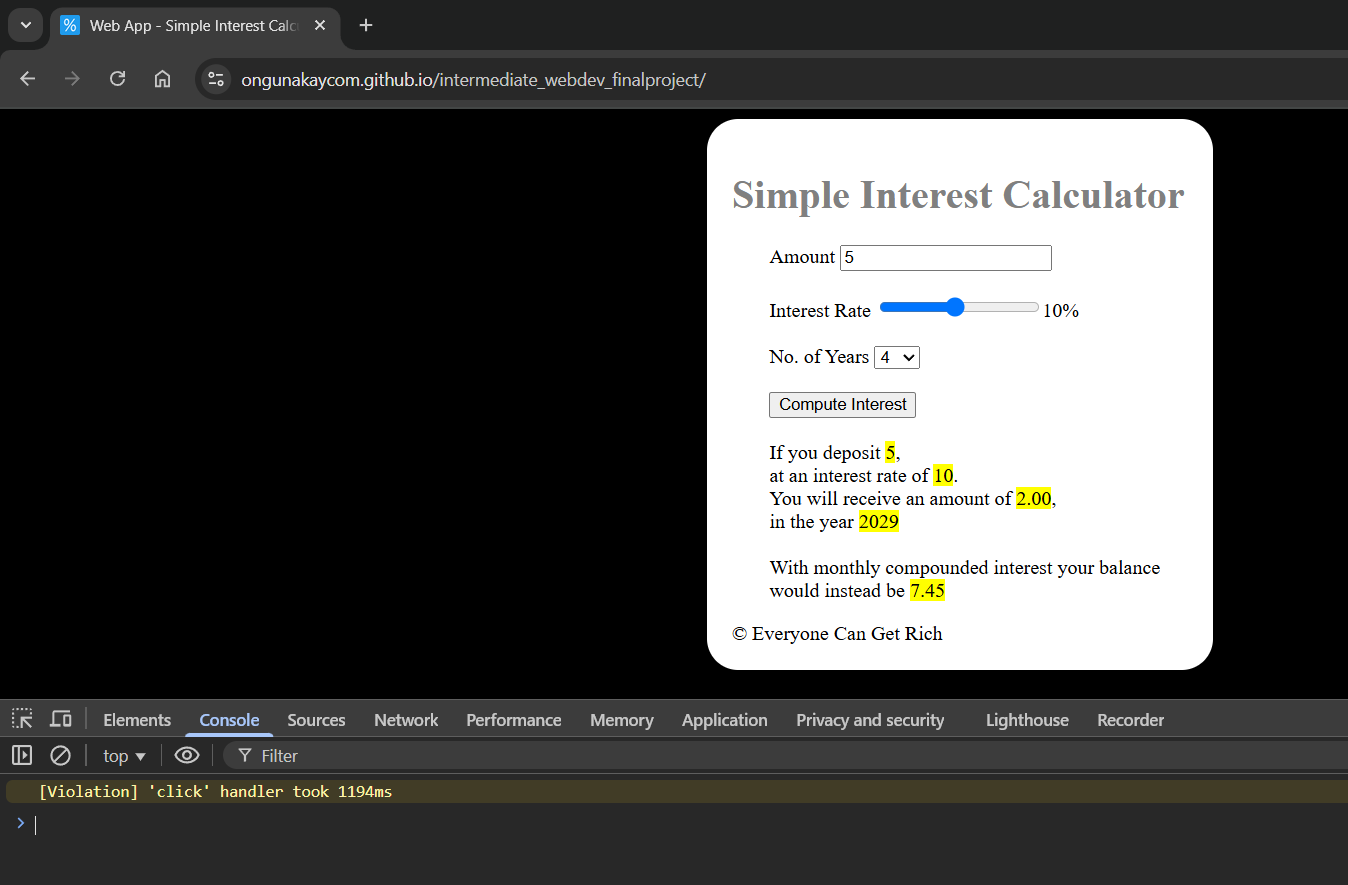 %
Web App - Simple Interest Calc
ongunakaycom.github.io/intermediate_webdev_finalproject/
Simple Interest Calculator
Amount 5
Interest Rate 10%
No. of Years 4
Compute Interest
If you deposit 5,
at an interest rate of 10.
You will receive an amount of 2.00,
in the year 2029
With monthly compounded interest your balance
would instead be 7.45
© Everyone Can Get Rich
Elements Console Sources Network Performance Memory Application Privacy and security Lighthouse Recorder
top Filter
[Violation] 'click' handler took 1194ms